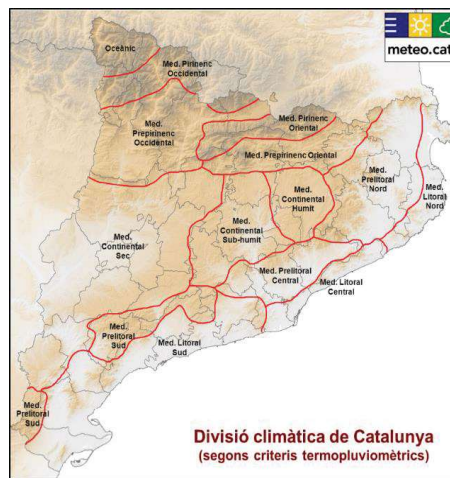 meteo.cat
Oceànic
Med. Pirinenc
Occidental
Med.
Prepirinenc
Occidental
Med. Pirinenc
Oriental
Med. Prepirinenc Oriental
Med.
Prelitoral
Nord
Med.
Litoral
Nord
Med.
Continental
Humit
Med.
Continental
Sub-humit
Med.
Continental
Sec
Med. Prelitoral
Central
Med. Litoral
Central
Med.
Prelitoral
Sud
Med. Litoral
Sud
Med.
Prelitoral
Sud
Divisió climàtica de Catalunya
(segons criteris termopluviomètrics)